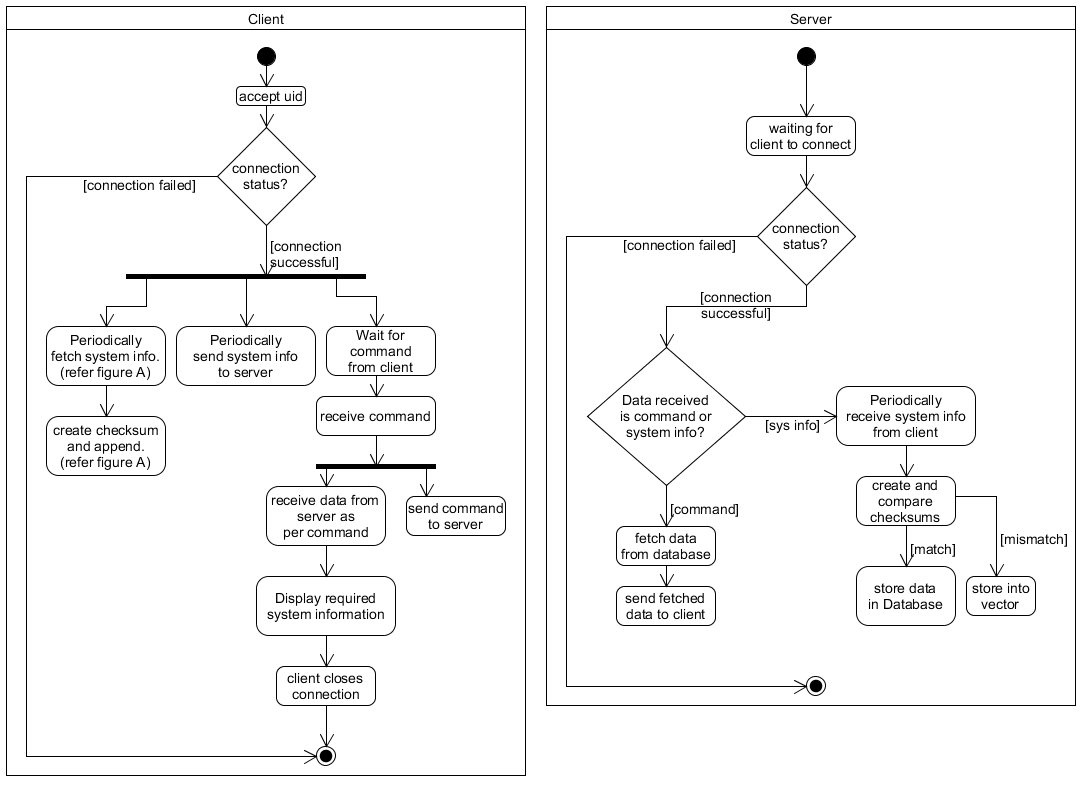 Client
accept uid
connection
status?
[connection failed]
[connection
successful]
Periodically
fetch system info.
(refer figure A)
Periodically
send system info
to server
Wait for
command
from client
create checksum
and append.
(refer figure A)
receive command
receive data from
server as
per command
send command
to server
Display required
system information
client closes
connection
Server
waiting for
client to connect
connection
status?
[connection failed]
[connection
successful]
Data received
is command or
system info?
[sys info]
Periodically
receive system info
from client
[command]
create and
compare
checksums
fetch data
from database
[match]
[mismatch]
send fetched
data to client
store data
in Database
store into
vector